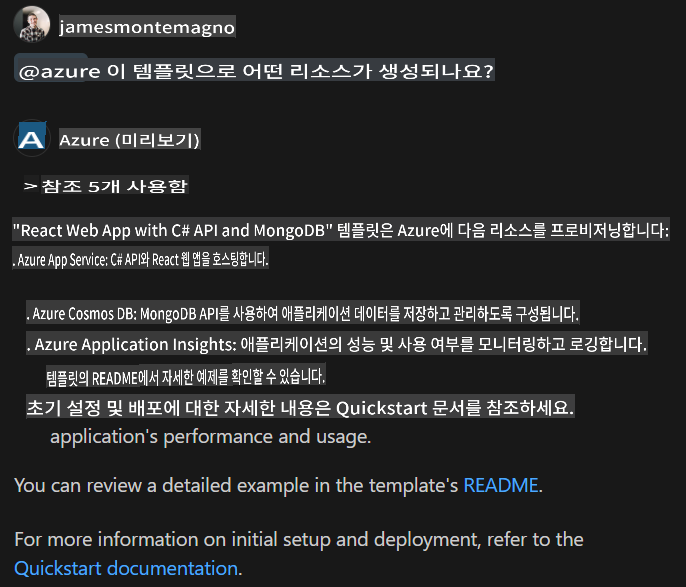 jamesmontemagno
@azure 이 템플릿으로 어떤 리소스가 생성되나요?
Azure (미리보기)
> 참조 5개 사용함
"React Web App with C# API and MongoDB" 템플릿은 Azure에 다음 리소스를 프로비저닝합니다:
. Azure App Service: C# API와 React 웹 앱을 호스팅합니다.
. Azure Cosmos DB: MongoDB API를 사용하여 애플리케이션 데이터를 저장하고 관리하도록 구성됩니다.
. Azure Application Insights: 애플리케이션의 성능 및 사용 여부를 모니터링하고 로깅합니다.
템플릿의 README에서 자세한 예제를 확인할 수 있습니다.
초기 설정 및 배포에 대한 자세한 내용은 Quickstart 문서를 참조하세요.
application's performance and usage.
You can review a detailed example in the template's README.
For more information on initial setup and deployment, refer to the
Quickstart documentation.